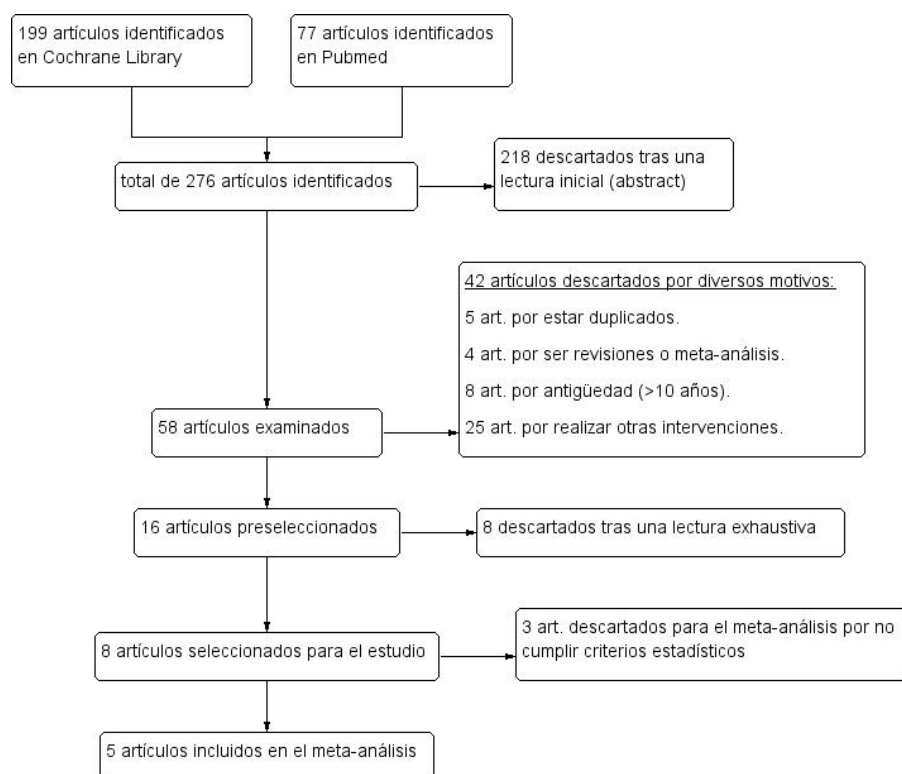 199 artículos identificados
en Cochrane Library
77 artículos identificados
en Pubmed
total de 276 artículos identificados
218 descartados tras una
lectura inicial (abstract)
42 artículos descartados por diversos motivos:
5 art. por estar duplicados.
4 art. por ser revisiones o meta-análisis.
8 art. por antigüedad (>10 años).
25 art. por realizar otras intervenciones.
58 artículos examinados
16 artículos preseleccionados
8 descartados tras una lectura exhaustiva
8 artículos seleccionados para el estudio
3 art. descartados para el meta-análisis por no
cumplir criterios estadísticos
5 artículos incluidos en el meta-análisis